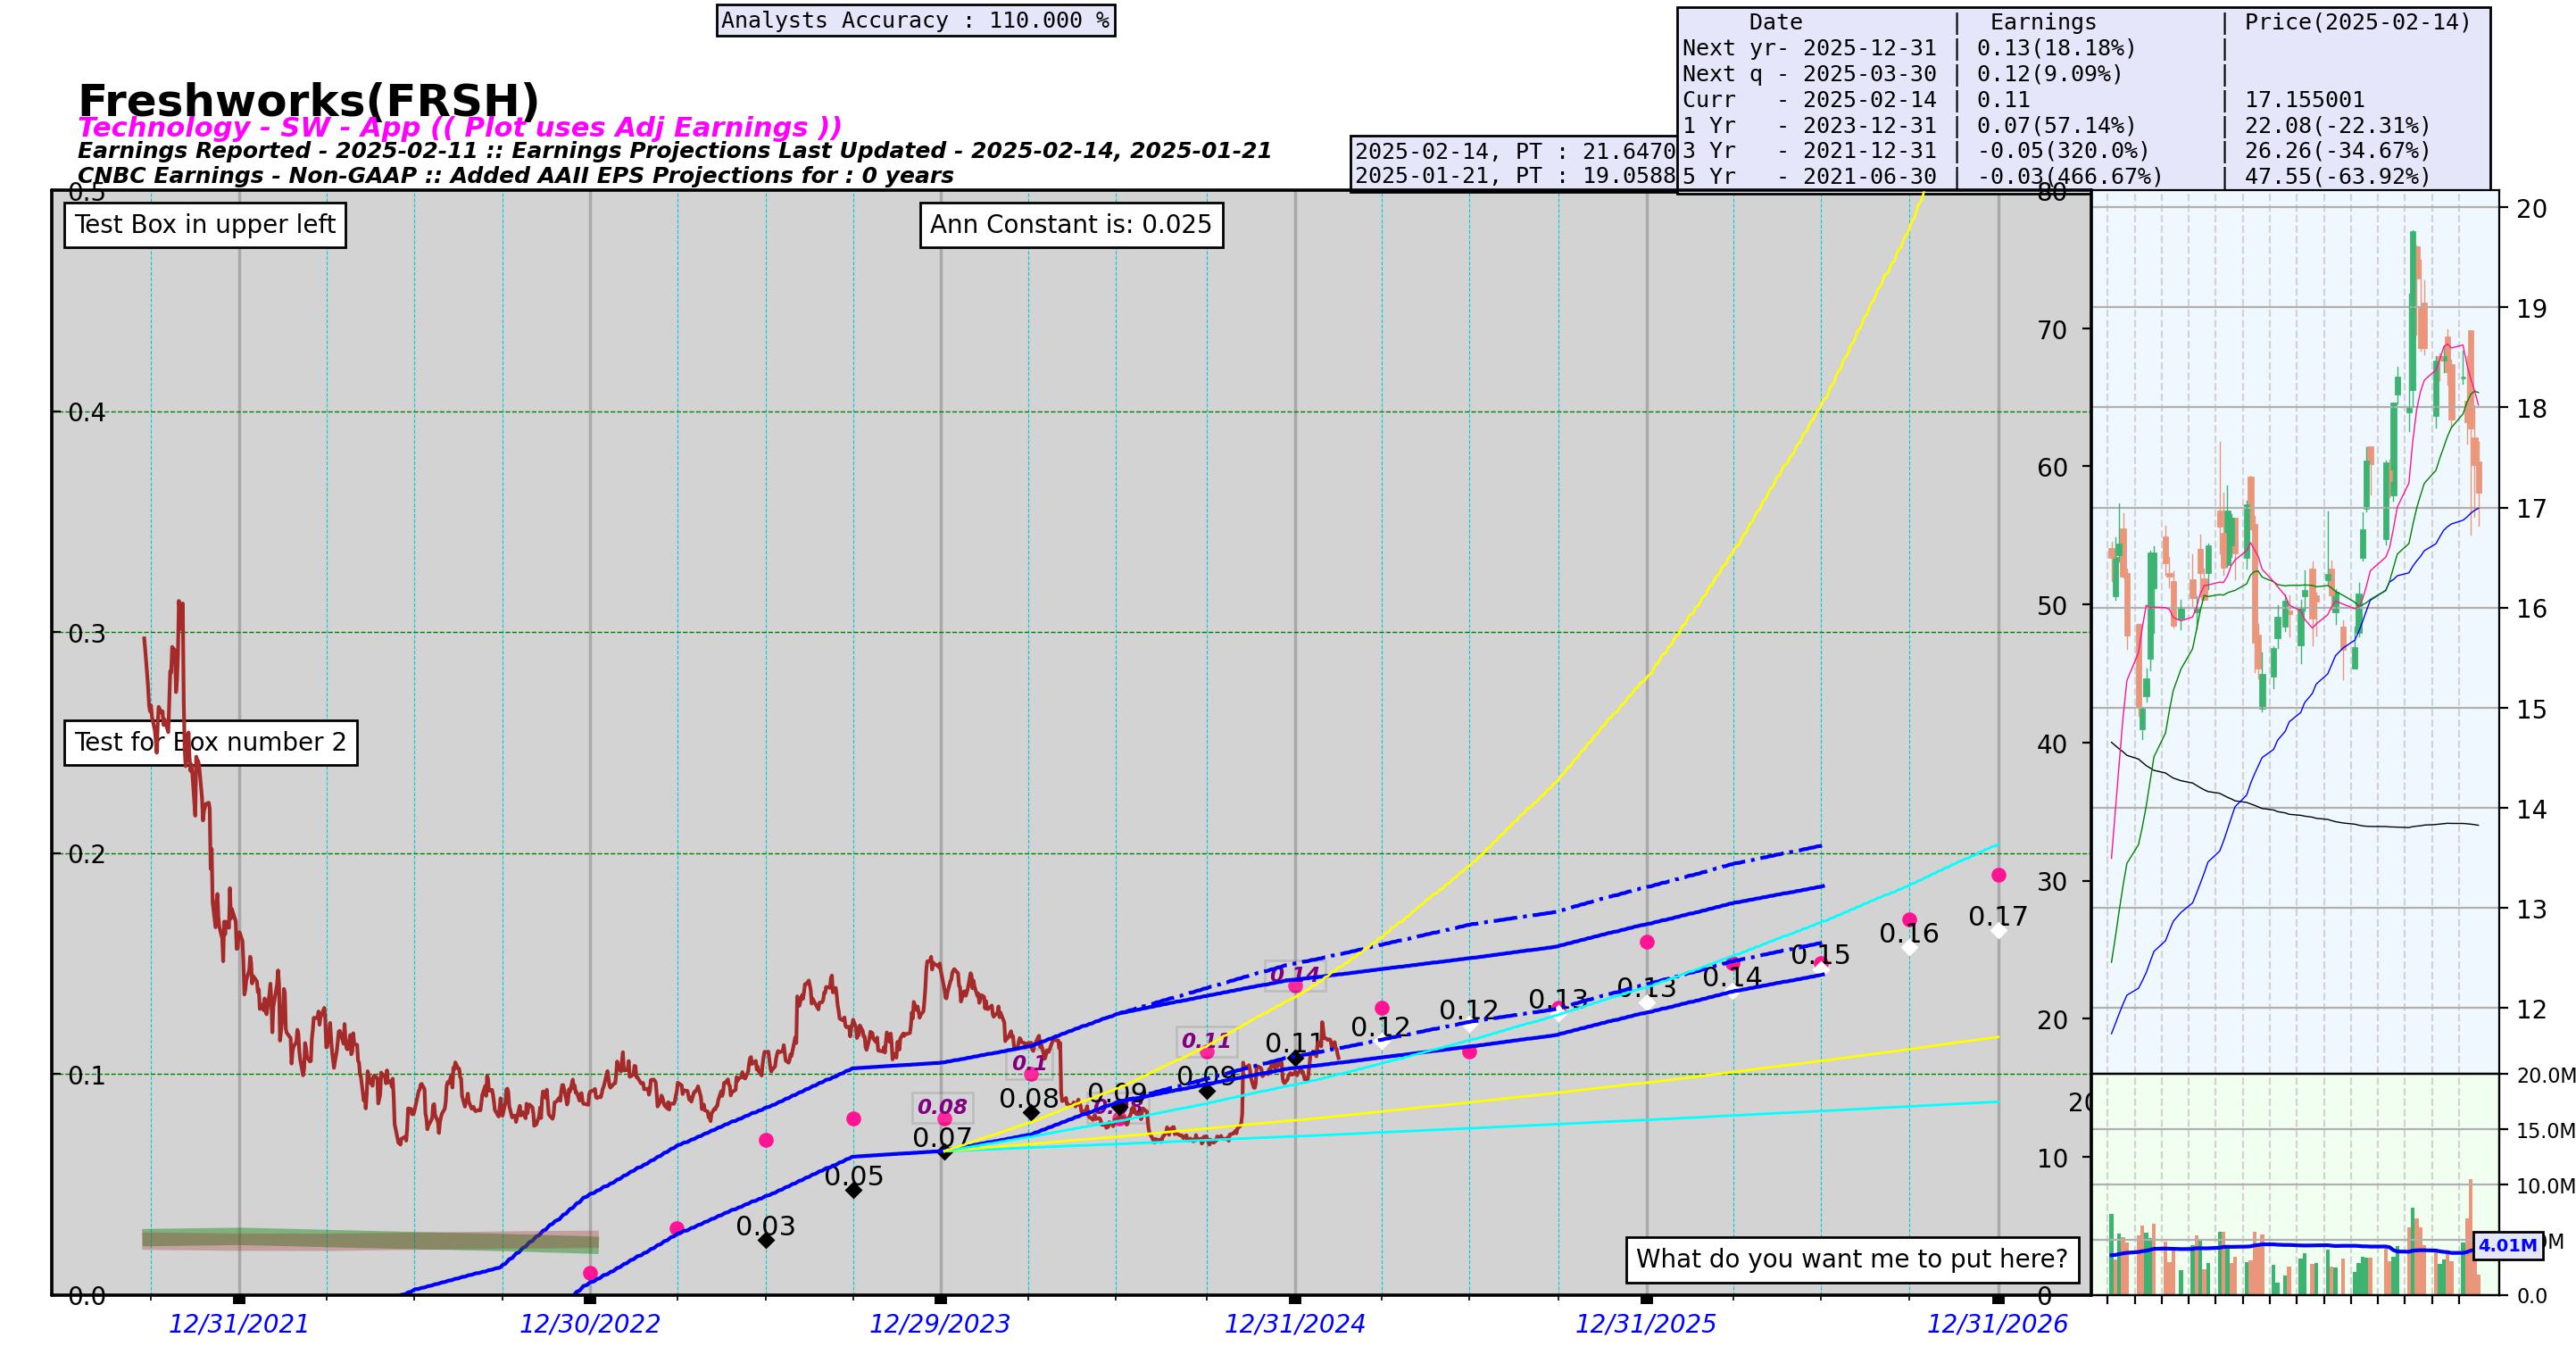 Analysts Accuracy : 110.000 %
Date | Earnings | Price(2025-02-14)
Next yr- 2025-12-31 | 0.13(18.18%) |
Next q - 2025-03-30 | 0.12(9.09%) |
Curr - 2025-02-14 | 0.11 | 17.155001
1 Yr - 2023-12-31 | 0.07(57.14%) | 22.08(-22.31%)
3 Yr - 2021-12-31 | -0.05(320.0%) | 26.26(-34.67%)
5 Yr - 2021-06-30 | -0.03(466.67%) | 47.55(-63.92%)
Freshworks(FRSH)
Technology - SW - App (( Plot uses Adj Earnings ))
Earnings Reported - 2025-02-11 :: Earnings Projections Last Updated - 2025-02-14, 2025-01-21
CNBC Earnings - Non-GAAP :: Added AAII EPS Projections for : 0 years
2025-02-14, PT : 21.6470
2025-01-21, PT : 19.0588
Test Box in upper left
Ann Constant is: 0.025
Test for Box number 2
What do you want me to put here?
0.5
0.4
0.3
0.2
0.1
0.0
80
70
60
50
40
30
20
10
0
20
19
18
17
16
15
14
13
12
20.0M
15.0M
10.0M
0.0
4.01M
0.03
0.05
0.07
0.08
0.08
0.1
0.09
0.09
0.11
0.11
0.14
0.12
0.12
0.13
0.13
0.14
0.15
0.16
0.17
12/31/2021
12/30/2022
12/29/2023
12/31/2024
12/31/2025
12/31/2026